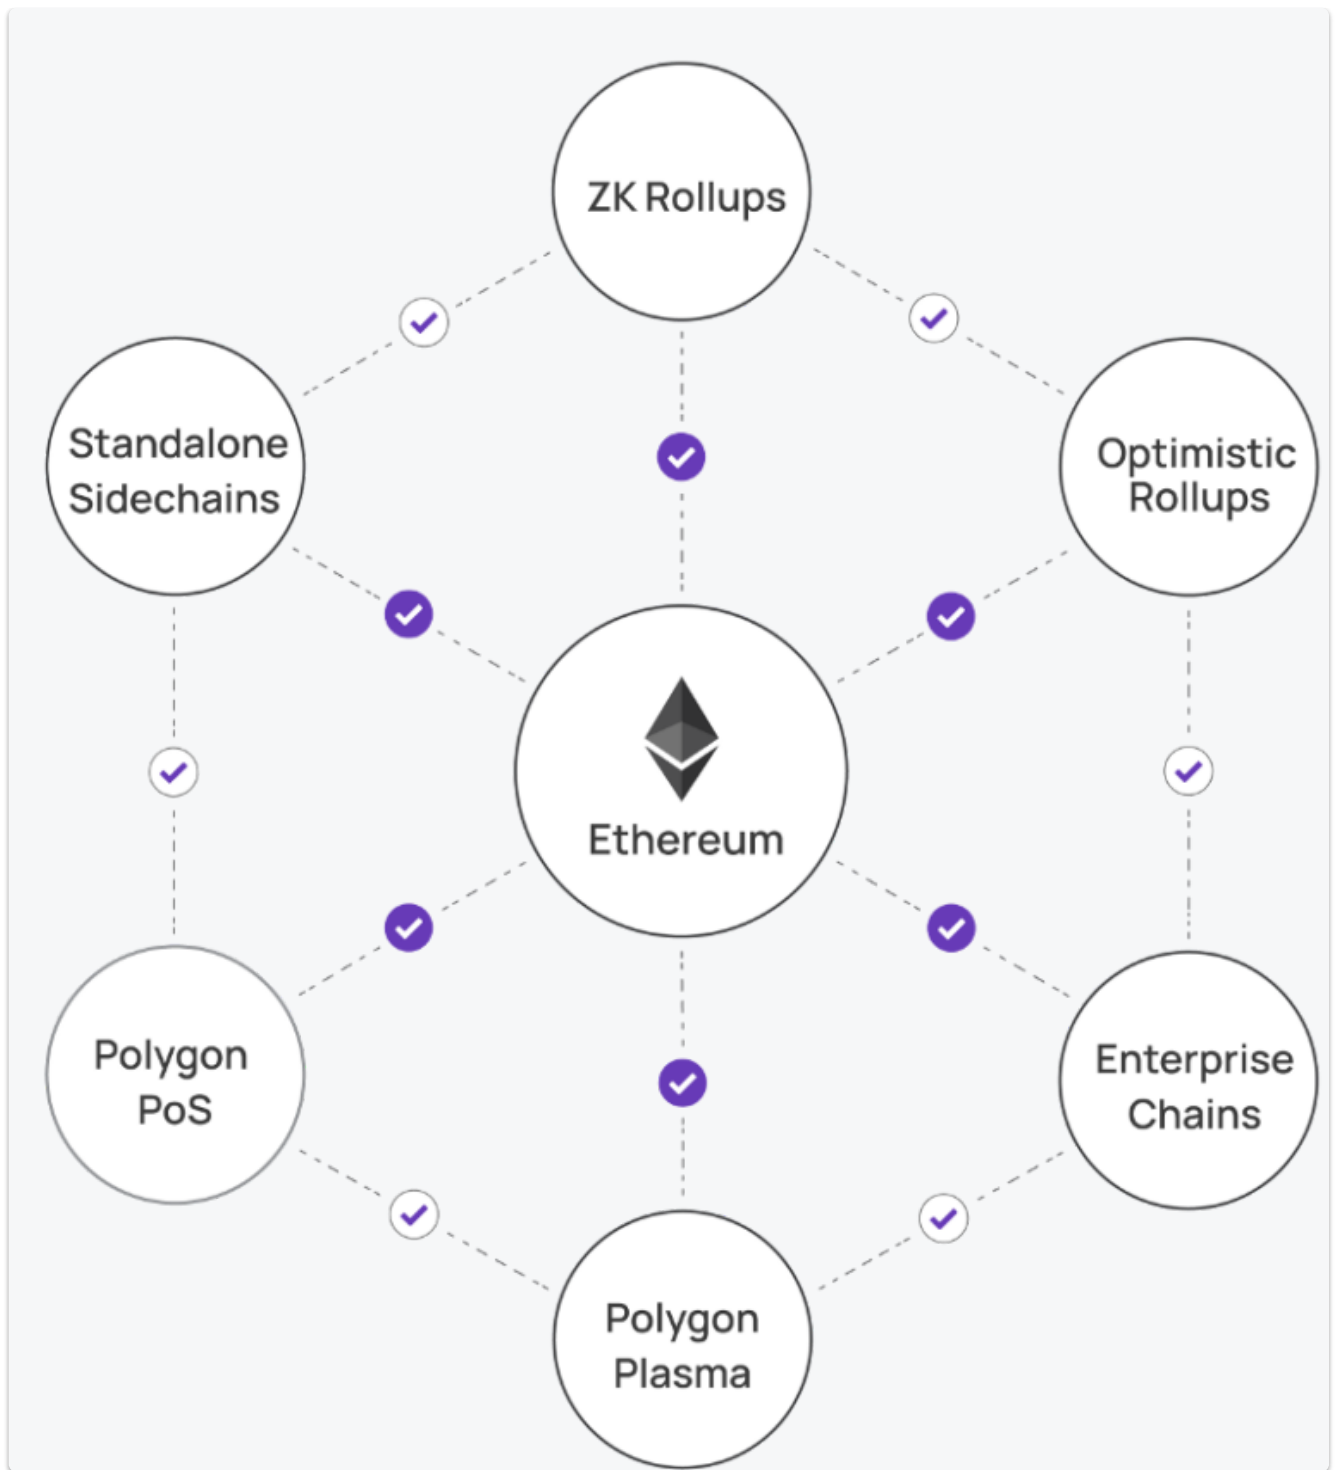 ZK Rollups
Standalone
Sidechains
Optimistic
Rollups
Ethereum
Polygon
PoS
Enterprise
Chains
Polygon
Plasma